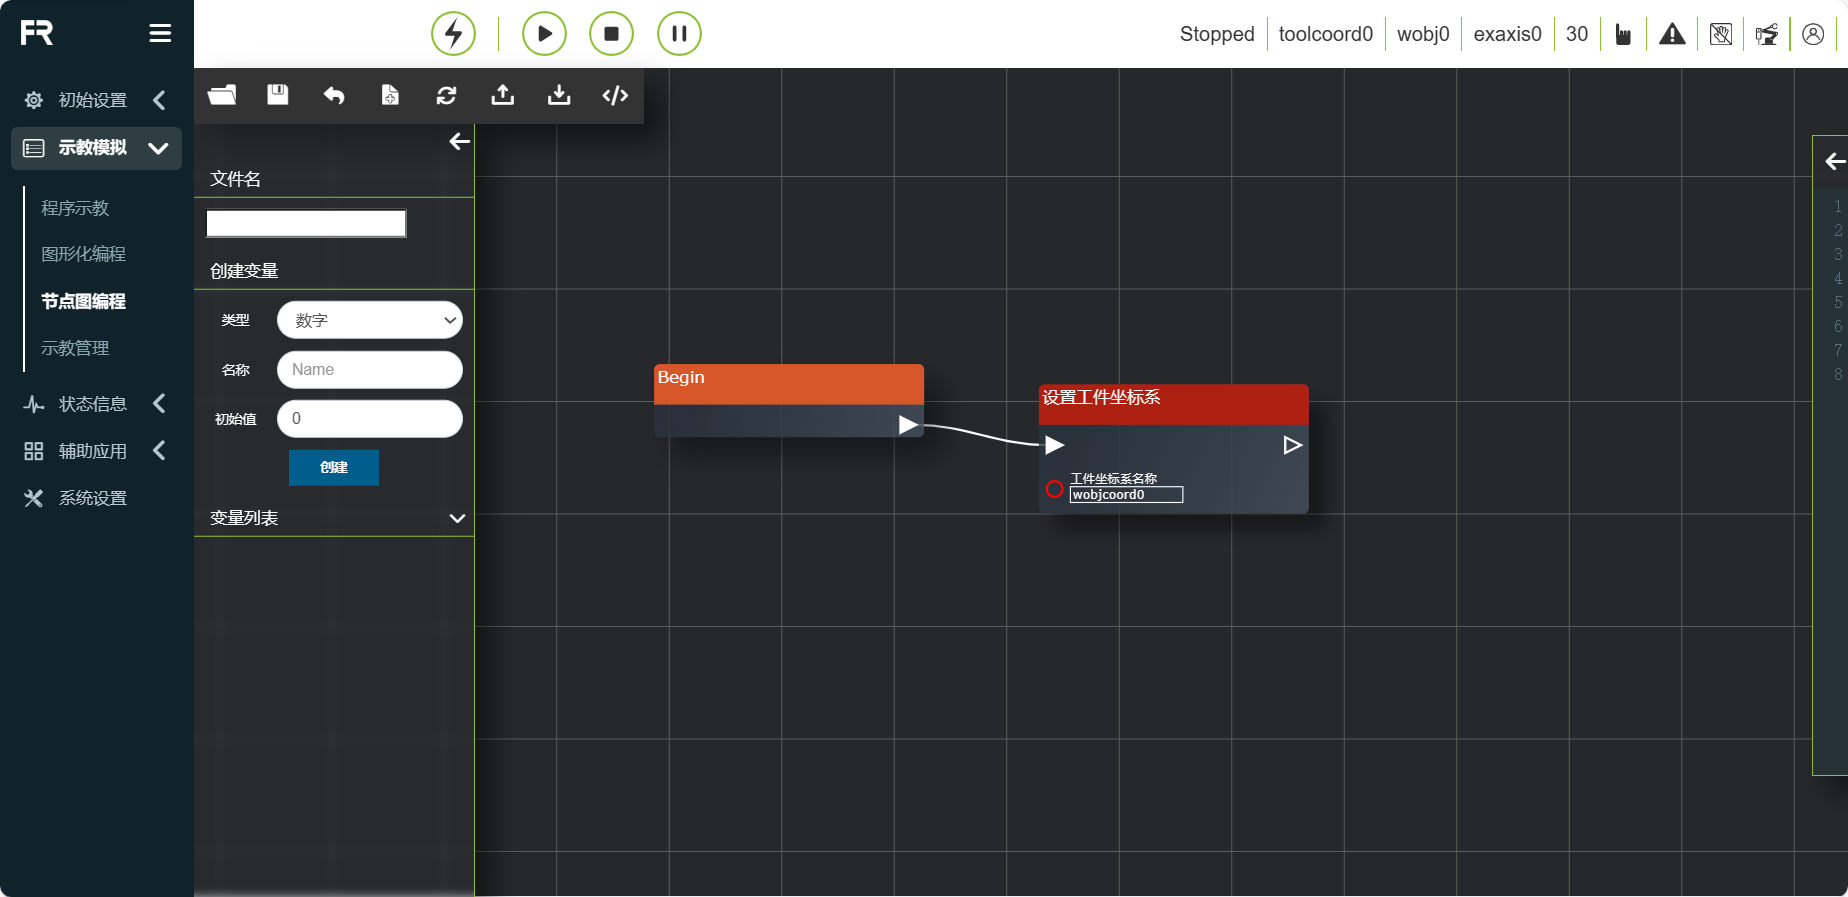 FR
Stopped
toolcoord0
wobj0
exaxis0
30
初始设置
示教模拟
程序示教
图形化编程
节点图编程
示教管理
状态信息
辅助应用
系统设置
文件名
创建变量
类型
数字
名称
Name
初始值
0
创建
变量列表
Begin
设置工件坐标系
工件坐标系名称
wobjcoord0
1
2
3
4
5
6
7
8